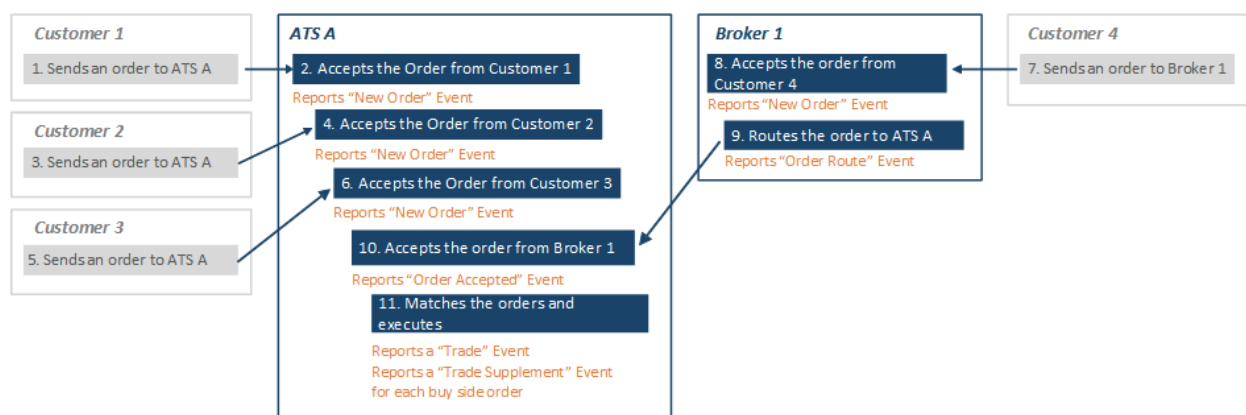 Customer 1
1. Sends an order to ATS A
Customer 2
3. Sends an order to ATS A
Customer 3
5. Sends an order to ATS A
ATS A
2. Accepts the Order from Customer 1
Reports “New Order” Event
4. Accepts the Order from Customer 2
Reports “New Order” Event
6. Accepts the Order from Customer 3
Reports “New Order” Event
10. Accepts the order from Broker 1
Reports “Order Accepted” Event
11. Matches the orders and
executes
Reports a “Trade” Event
Reports a “Trade Supplement” Event
for each buy side order
Broker 1
8. Accepts the order from
Customer 4
Reports “New Order” Event
9. Routes the order to ATS A
Reports “Order Route” Event
Customer 4
7. Sends an order to Broker 1